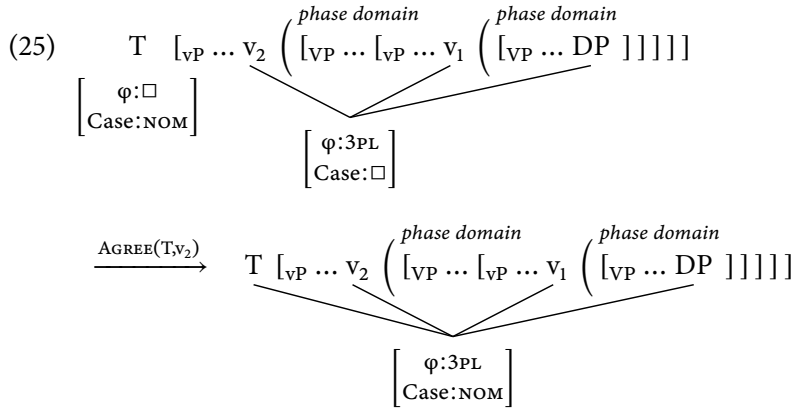 phase domain phase domain
(25) T [vP ... v2 ( [VP ... [vP ... v1 ( [VP ... DP ] ] ] ] ]
[φ:□ Case:NOM]
[φ:3PL Case:□]
phase domain phase domain
AGREE(T,v2) T [vP ... v2 ( [VP ... [vP ... v1 ( [VP ... DP ] ] ] ] ]
[φ:3PL
Case:NOM]